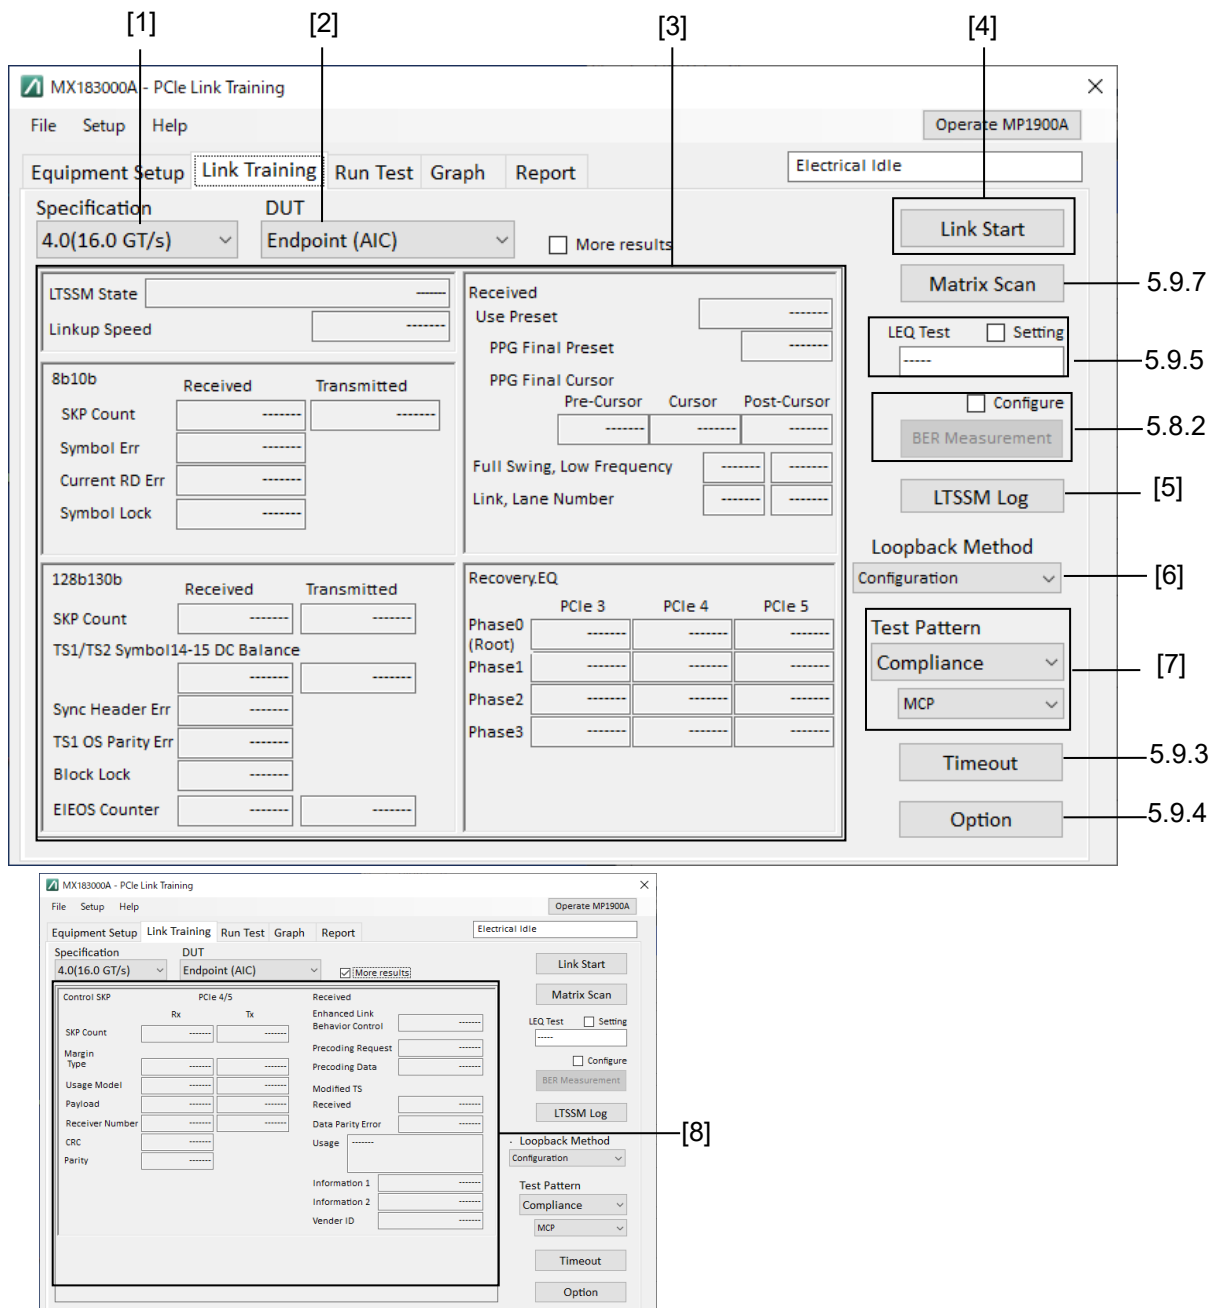 [1] [2] [3] [4]
MX183000A - PCIe Link Training
File Setup Help Operate MP1900A
Equipment Setup Link Training Run Test Graph Report Electrical Idle
Specification DUT
4.0(16.0 GT/s) Endpoint (AIC) More results Link Start
LTSSM State ------- Received Matrix Scan 5.9.7
Linkup Speed ------- Use Preset -------
PPG Final Preset ------- LEQ Test Setting
----- 5.9.5
8b10b Received Transmitted PPG Final Cursor
Pre-Cursor Cursor Post-Cursor Configure
SKP Count ------- ------- ------- ------- ------- BER Measurement 5.8.2
Symbol Err -------
Current RD Err ------- Full Swing, Low Frequency ------- -------
Symbol Lock ------- Link, Lane Number ------- ------- LTSSM Log [5]
Loopback Method
128b130b Received Transmitted Recovery.EQ Configuration [6]
PCIe 3 PCIe 4 PCIe 5
SKP Count ------- ------- Phase0 ------- ------- ------- Test Pattern
(Root)
TS1/TS2 Symbol14-15 DC Balance
------- ------- Phase1 ------- ------- ------- Compliance [7]
Sync Header Err ------- Phase2 ------- ------- ------- MCP
TS1 OS Parity Err ------- Phase3 ------- ------- -------
Block Lock ------- Timeout 5.9.3
EIEOS Counter ------- ------- Option 5.9.4
MX183000A - PCIe Link Training
File Setup Help Operate MP1900A
Equipment Setup Link Training Run Test Graph Report Electrical Idle
Specification DUT
4.0(16.0 GT/s) Endpoint (AIC) More results Link Start
Control SKP PCIe 4/5 Received Matrix Scan
Rx Tx Enhanced Link
Behavior Control ------- LEQ Test Setting
SKP Count ------- ------- -----
Margin Precoding Request -------
Type ------- ------- Precoding Data ------- Configure
Usage Model ------- ------- Modified TS BER Measurement
Payload ------- ------- Received ------- LTSSM Log
Receiver Number ------- ------- Data Parity Error ------- [8]
CRC ------- Usage ------- Loopback Method
Parity ------- Configuration
Information 1 ------- Test Pattern
Information 2 ------- Compliance
Vender ID ------- MCP
Timeout
Option